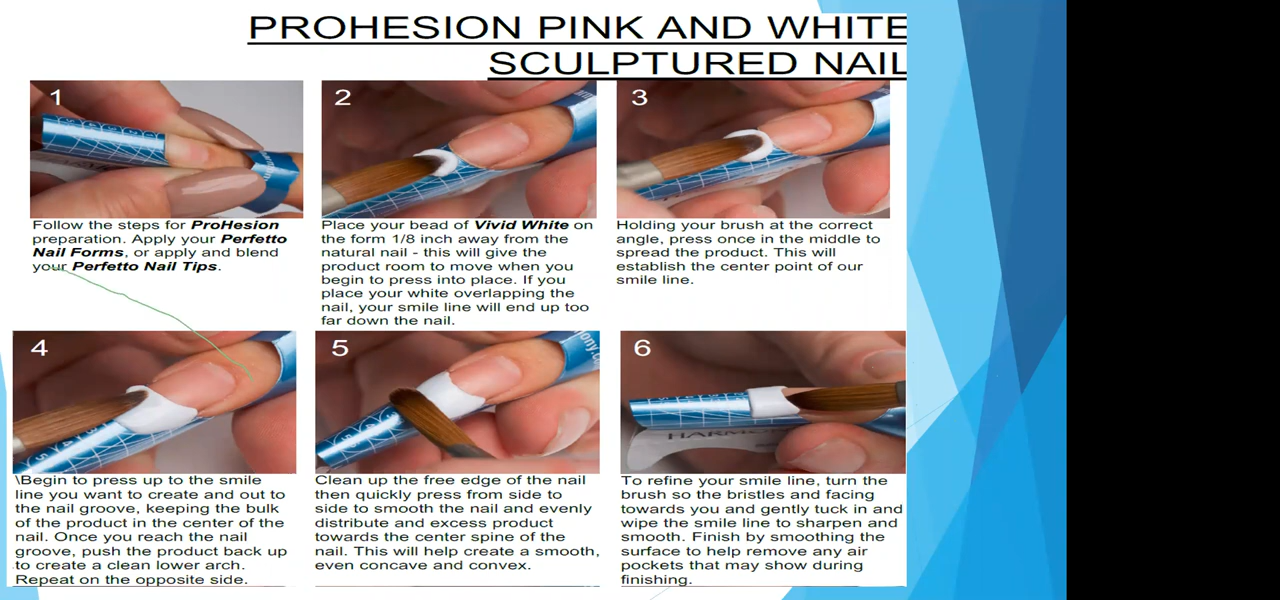 PROHESION PINK AND WHITE
SCULPTURED NAIL
1
2
3
Follow the steps for ProHesion
preparation. Apply your Perfetto
Nail Forms, or apply and blend
your Perfetto Nail Tips.
Place your bead of Vivid White on
the form 1/8 inch away from the
natural nail - this will give the
product room to move when you
begin to press into place. If you
place your white overlapping the
nail, your smile line will end up too
far down the nail.
Holding your brush at the correct
angle, press once in the middle to
spread the product. This will
establish the center point of our
smile line.
4
5
6
HARMO
\Begin to press up to the smile
line you want to create and out to
the nail groove, keeping the bulk
of the product in the center of the
nail. Once you reach the nail
groove, push the product back up
to create a clean lower arch.
Repeat on the opposite side.
Clean up the free edge of the nail
then quickly press from side to
side to smooth the nail and evenly
distribute and excess product
towards the center spine of the
nail. This will help create a smooth,
even concave and convex.
To refine your smile line, turn the
brush so the bristles and facing
towards you and gently tuck in and
wipe the smile line to sharpen and
smooth. Finish by smoothing the
surface to help remove any air
pockets that may show during
finishing.